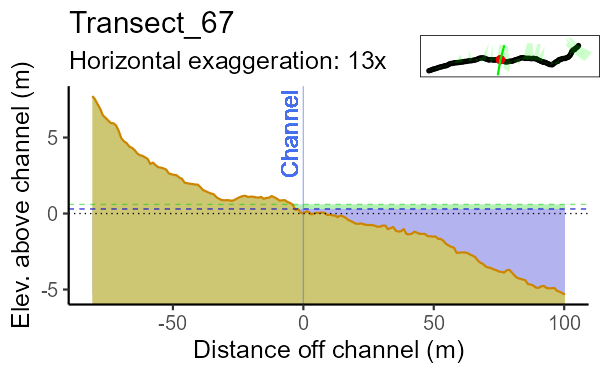 Transect_67
Horizontal exaggeration: 13x
Channel
Elev. above channel (m)
5
0
-5
-50
0
50
100
Distance off channel (m)